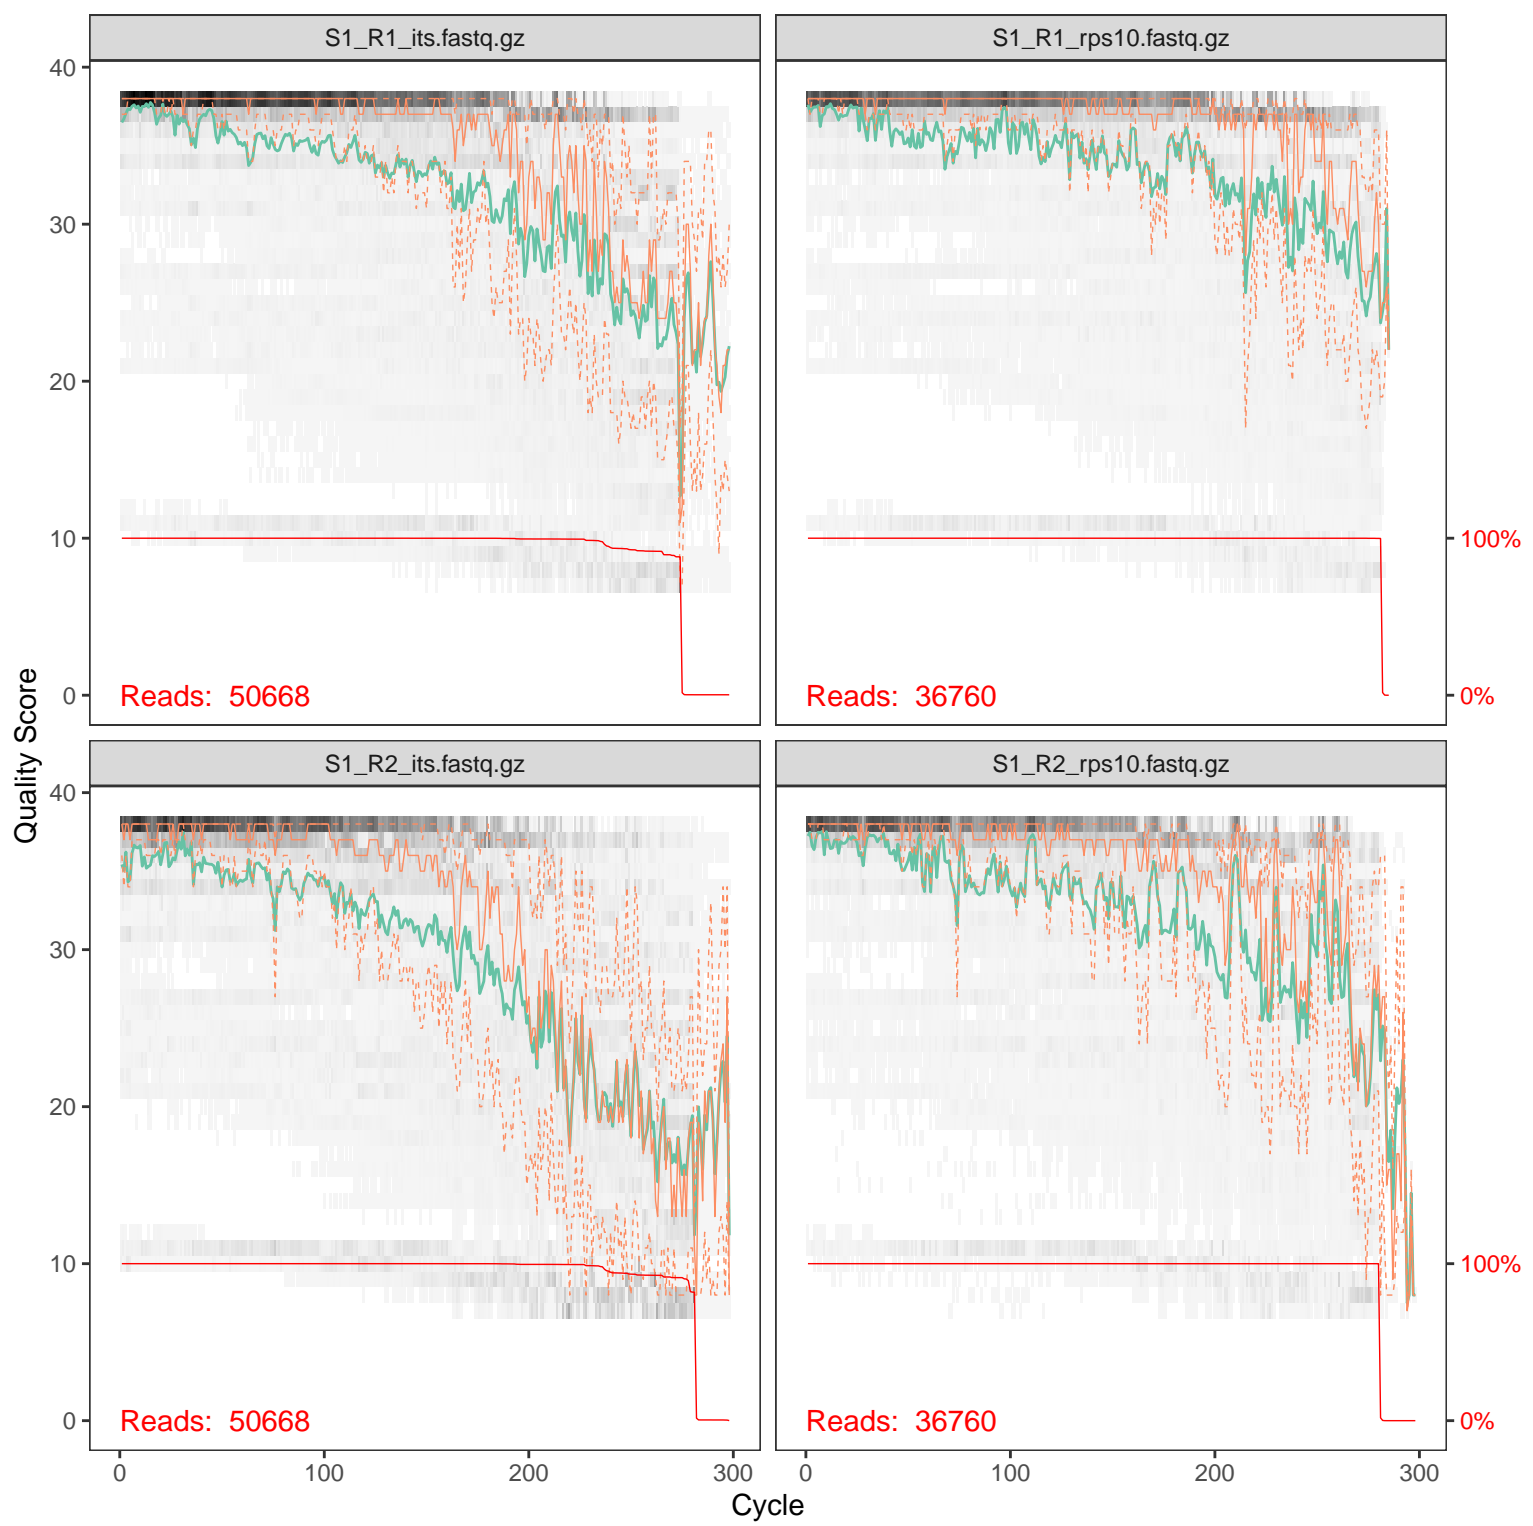 S1_R1_its.fastq.gz
S1_R1_rps10.fastq.gz
40
30
20
10
0
100%
0%
Reads: 50668
Reads: 36760
Quality Score
S1_R2_its.fastq.gz
S1_R2_rps10.fastq.gz
40
30
20
10
0
100%
0%
Reads: 50668
Reads: 36760
0
100
200
300
0
100
200
300
Cycle